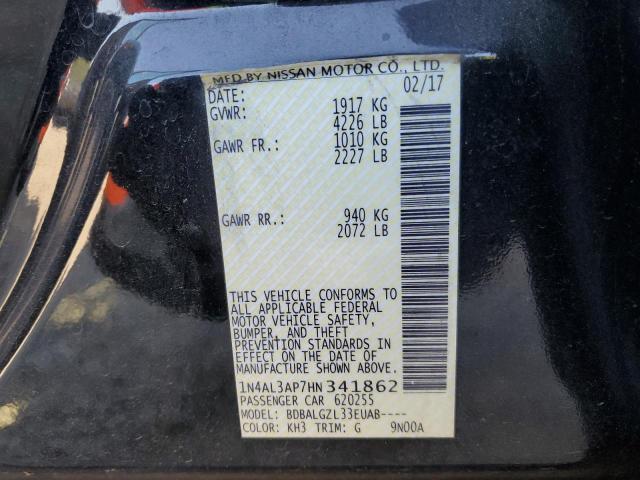 MFD BY NISSAN MOTOR CO., LTD.
DATE: 02/17
GVWR: 1917 KG
4226 LB
GAWR FR.: 1010 KG
2227 LB
GAWR RR.: 940 KG
2072 LB
THIS VEHICLE CONFORMS TO
ALL APPLICABLE FEDERAL
MOTOR VEHICLE SAFETY,
BUMPER, AND THEFT
PREVENTION STANDARDS IN
EFFECT ON THE DATE OF
MANUFACTURE SHOWN ABOVE.
1N4AL3AP7HN341862
PASSENGER CAR 620255
MODEL: BDBALGZL33EUAB----
COLOR: KH3 TRIM: G 9N00A